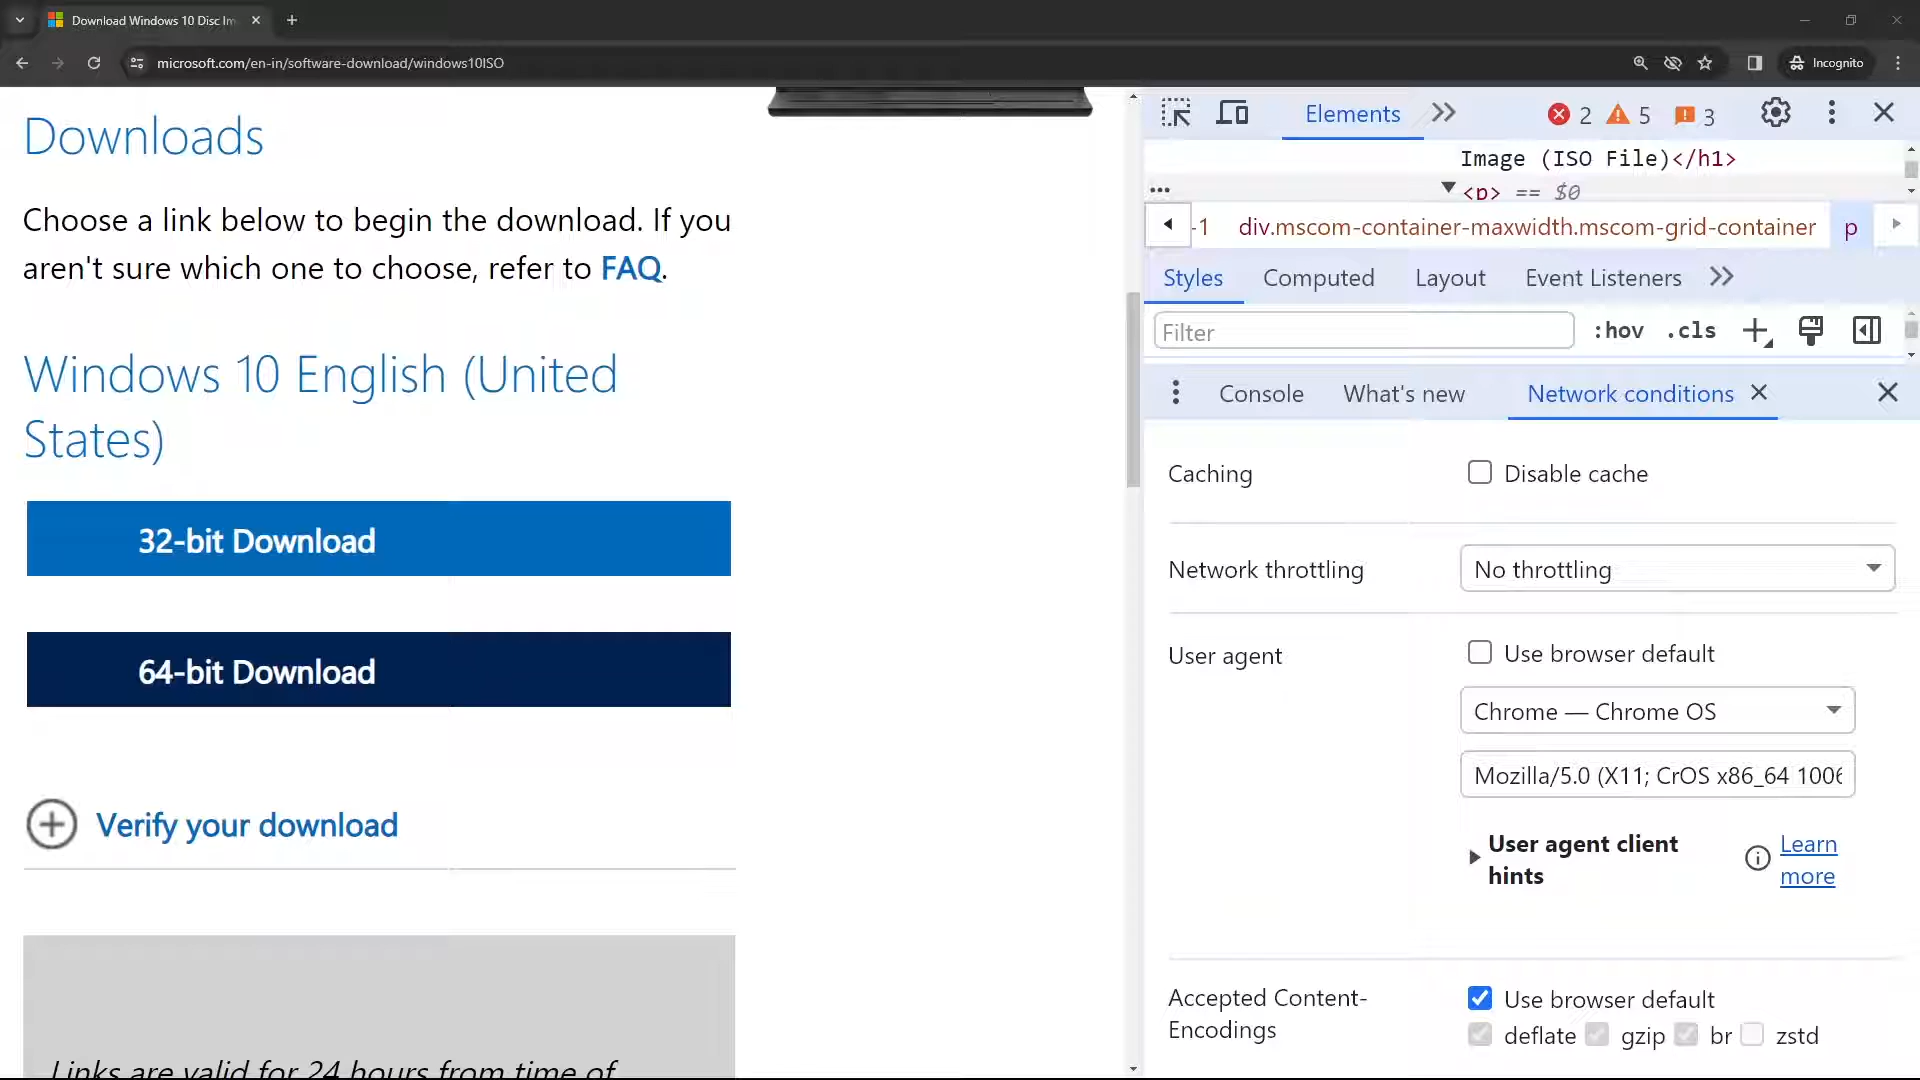 Download Windows 10 Disc Im
microsoft.com/en-in/software-download/windows10ISO
Incognito
Downloads
Choose a link below to begin the download. If you
aren't sure which one to choose, refer to FAQ.
Windows 10 English (United
States)
32-bit Download
64-bit Download
Verify your download
Links are valid for 24 hours from time of
Elements
2
5
3
Image (ISO File)</h1>
<p> == $0
-1 div.mscom-container-maxwidth.mscom-grid-container p
Styles Computed Layout Event Listeners
Filter
:hov .cls
Console What's new Network conditions
Caching
Disable cache
Network throttling
No throttling
User agent
Use browser default
Chrome — Chrome OS
Mozilla/5.0 (X11; CrOS x86_64 1006
User agent client
hints
Learn
more
Accepted Content-
Encodings
Use browser default
deflate gzip br zstd